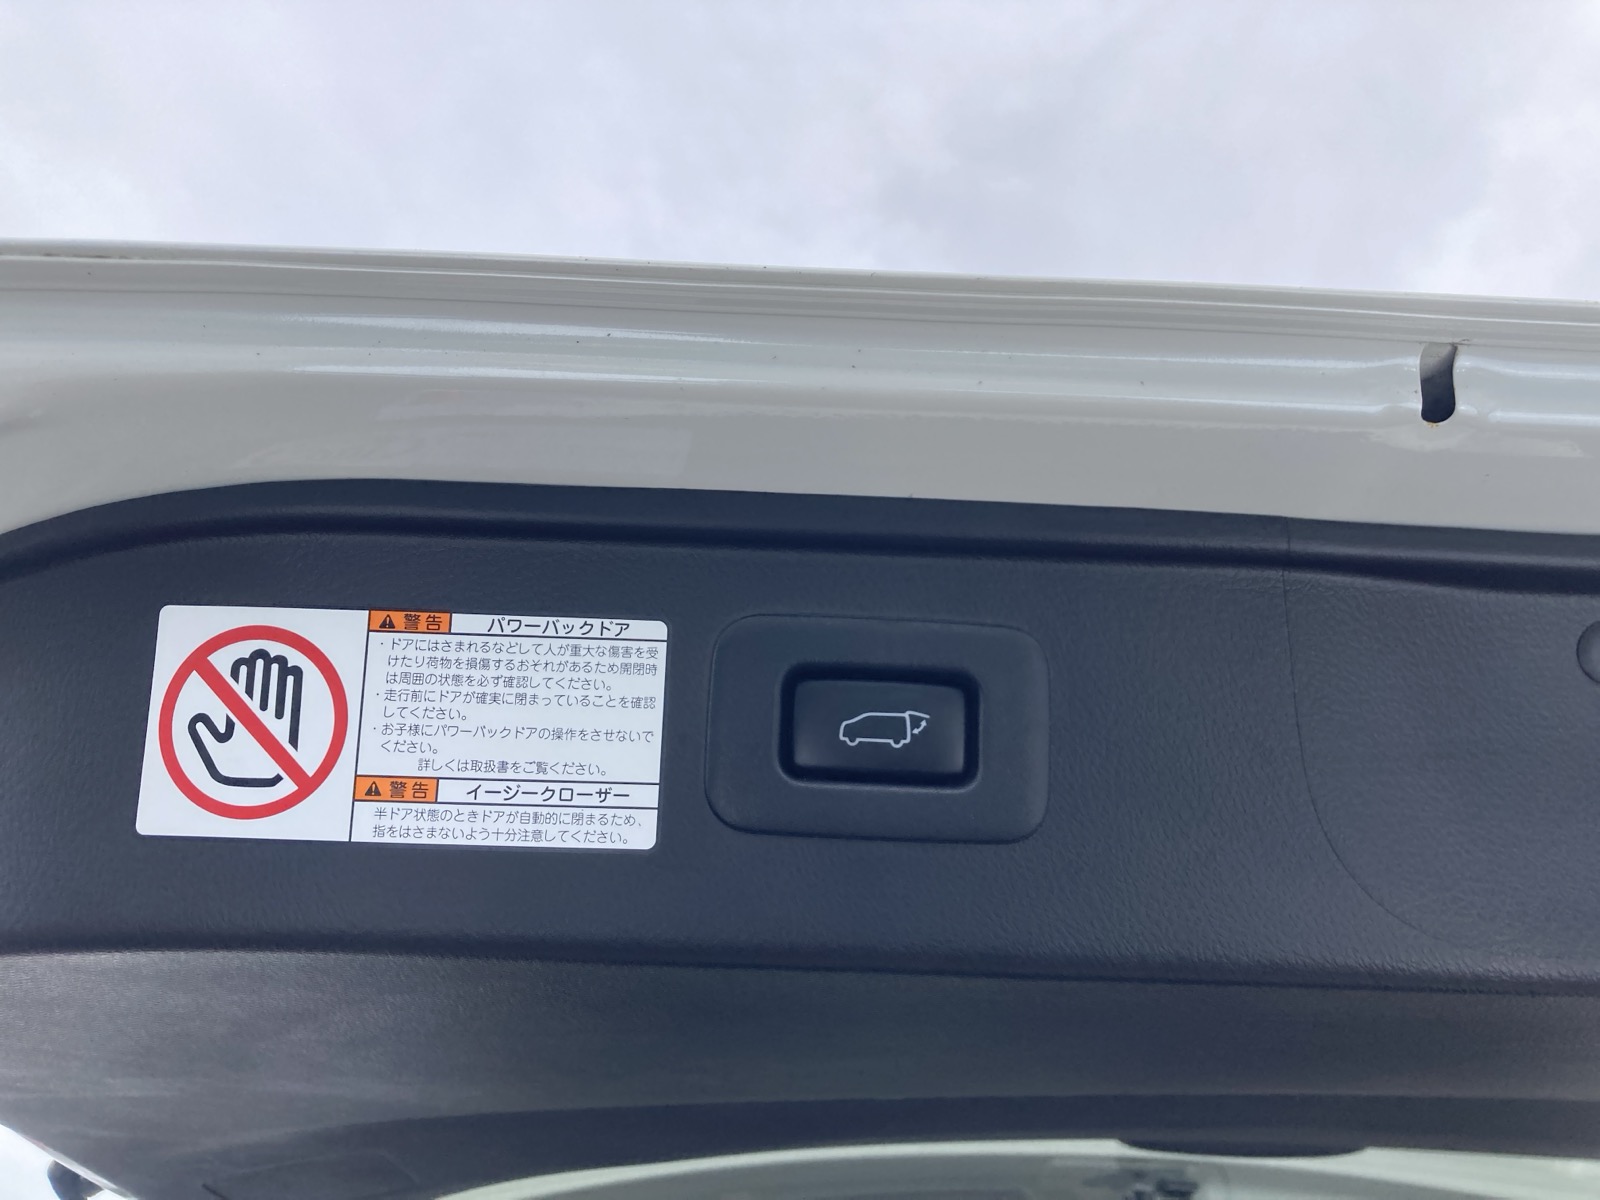 警告 パワーバックドア
・ドアにはさまれるなどして人が重大な傷害を受
けたり荷物を損傷するおそれがあるため開閉時
は周囲の状態を必ず確認してください。
・走行前にドアが確実に閉まっていることを確認
してください。
・お子様にパワーバックドアの操作をさせないで
ください。
詳しくは取扱書をご覧ください。
警告 イージークローザー
半ドア状態のときドアが自動的に閉まるため、
指をはさまないよう十分注意してください。